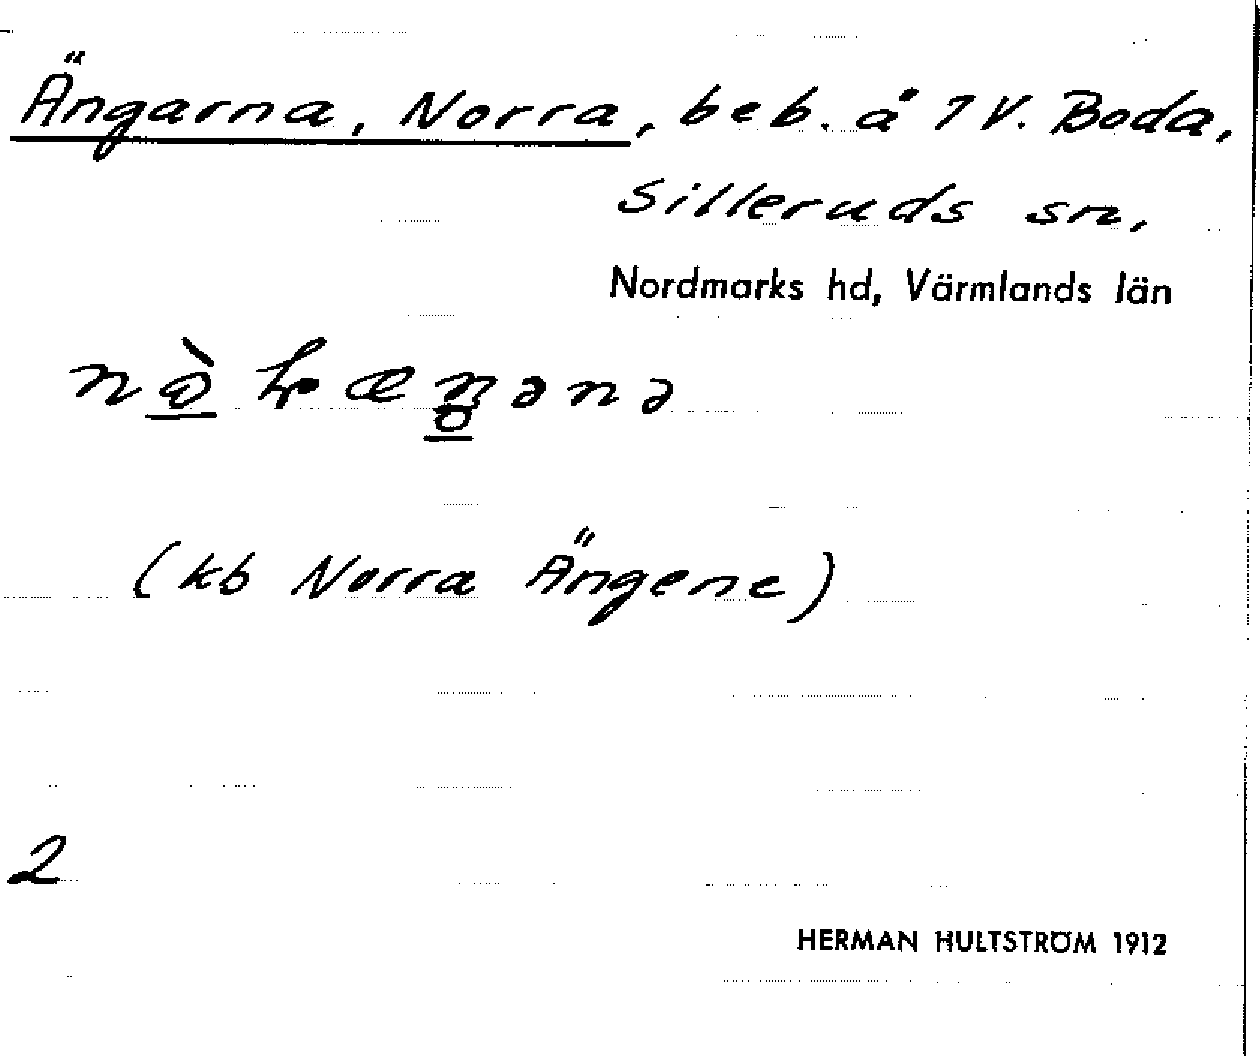 Ängarna, Norra, beb. å 7 V. Boda,
Silleruds sn,
Nordmarks hd, Värmlands län
(kb Norra Ängene)
2
HERMAN HULTSTRÖM 1912